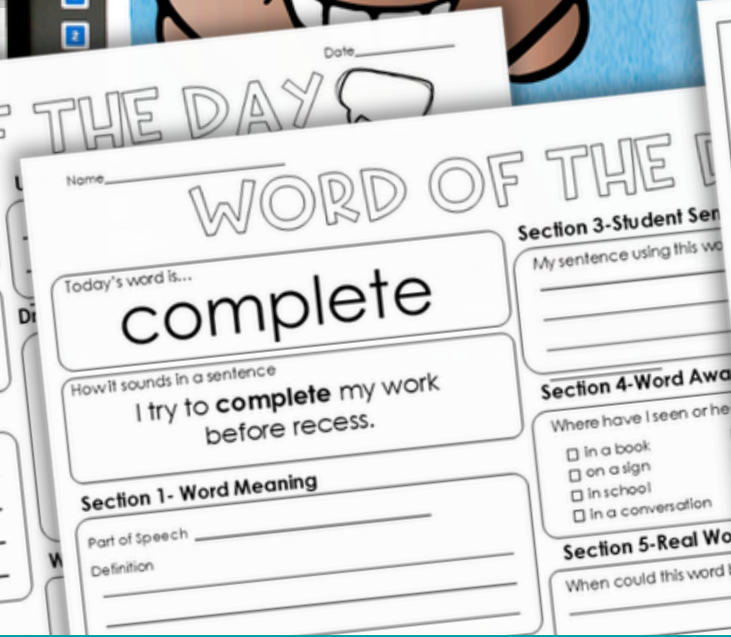 2
Date
F THE DAY
Name
WORD OF THE D
Today's word is...
complete
How it sounds in a sentence
I try to complete my work
before recess.
Section 1- Word Meaning
Part of Speech
Definition
Section 3-Student Sen
My sentence using this wo
Section 4-Word Awa
Where have I seen or he
in a book
on a sign
in school
in a conversation
Section 5-Real Wo
When could this word b